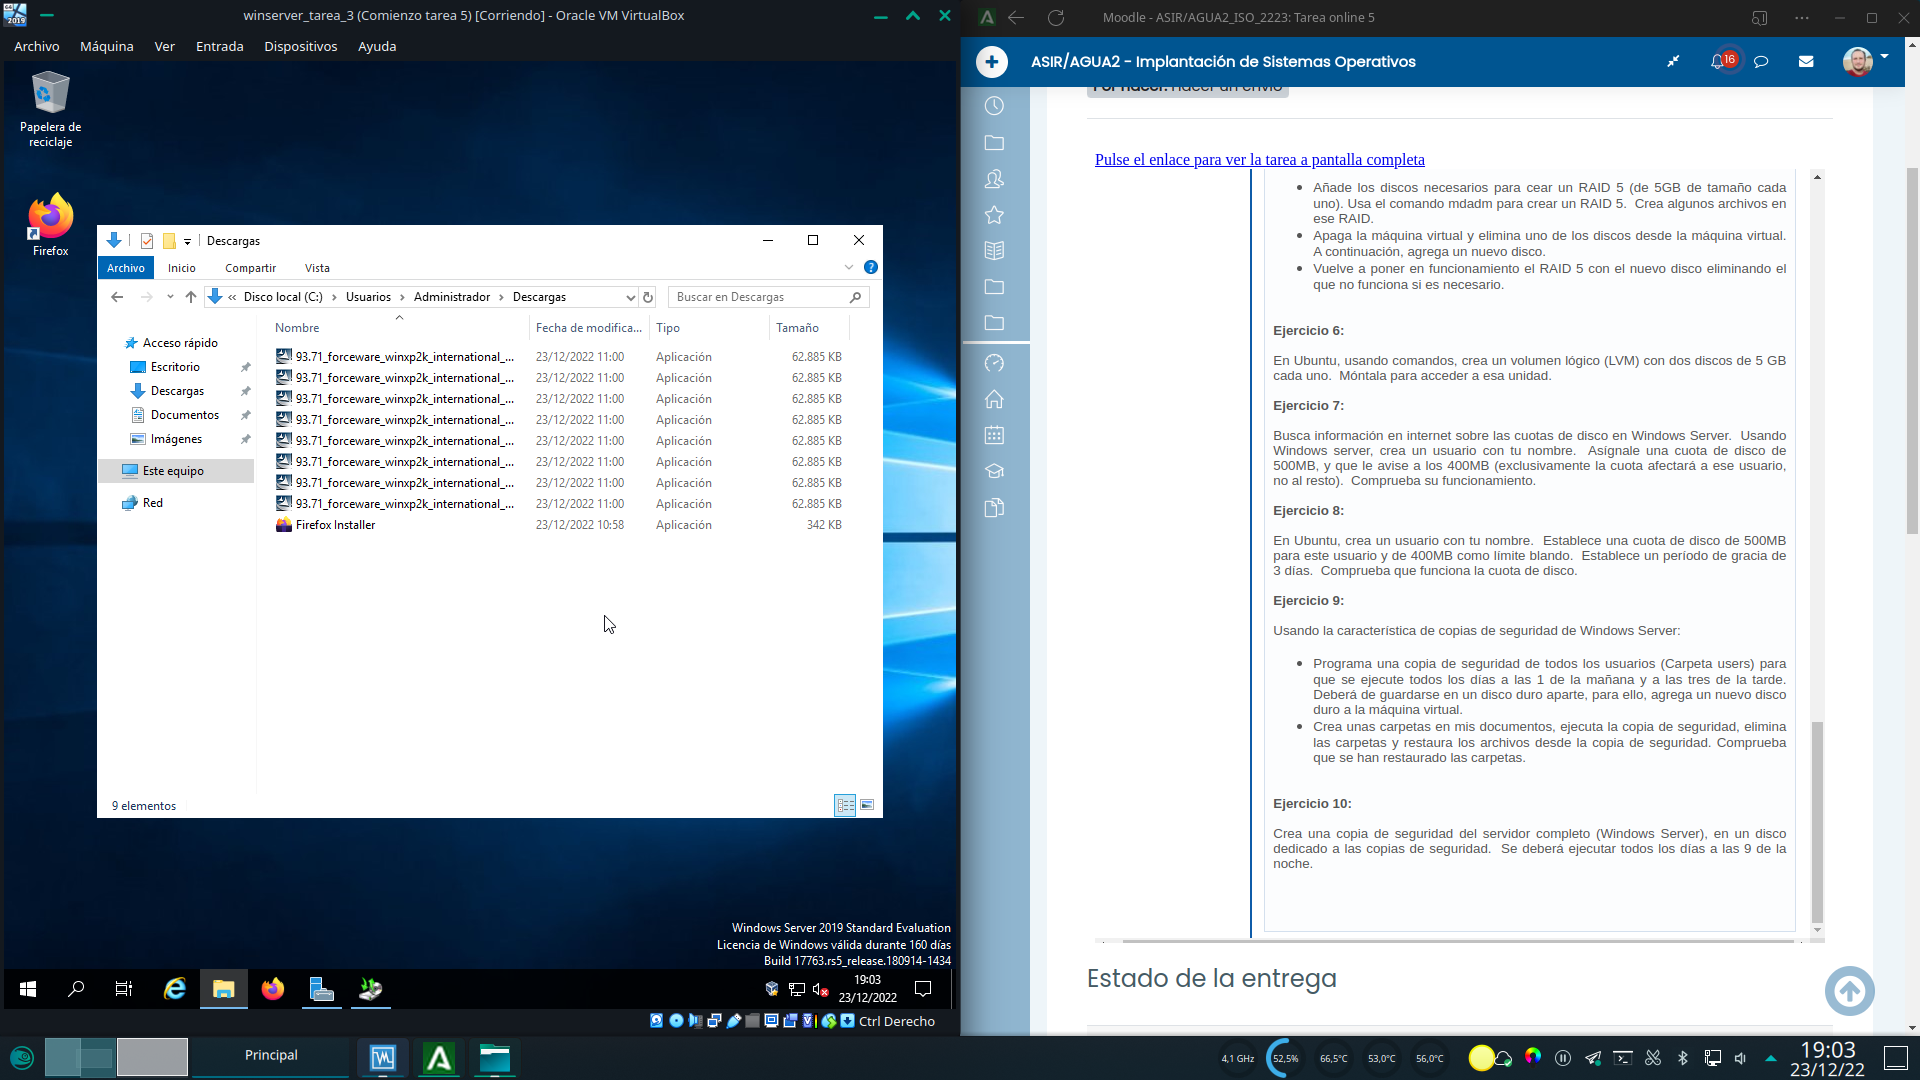 winserver_tarea_3 (Comienzo tarea 5) [Corriendo] - Oracle VM VirtualBox
Archivo Máquina Ver Entrada Dispositivos Ayuda
Papelera de
reciclaje
Firefox
Descargas
Archivo Inicio Compartir Vista
« Disco local (C:) › Usuarios › Administrador › Descargas
Buscar en Descargas
Nombre Fecha de modifica... Tipo Tamaño
Acceso rápido
Escritorio
Descargas
Documentos
Imágenes
Este equipo
Red
93.71_forceware_winxp2k_international_... 23/12/2022 11:00 Aplicación 62.885 KB
93.71_forceware_winxp2k_international_... 23/12/2022 11:00 Aplicación 62.885 KB
93.71_forceware_winxp2k_international_... 23/12/2022 11:00 Aplicación 62.885 KB
93.71_forceware_winxp2k_international_... 23/12/2022 11:00 Aplicación 62.885 KB
93.71_forceware_winxp2k_international_... 23/12/2022 11:00 Aplicación 62.885 KB
93.71_forceware_winxp2k_international_... 23/12/2022 11:00 Aplicación 62.885 KB
93.71_forceware_winxp2k_international_... 23/12/2022 11:00 Aplicación 62.885 KB
93.71_forceware_winxp2k_international_... 23/12/2022 11:00 Aplicación 62.885 KB
Firefox Installer 23/12/2022 10:58 Aplicación 342 KB
9 elementos
Windows Server 2019 Standard Evaluation
Licencia de Windows válida durante 160 días
Build 17763.rs5_release.180914-1434
19:03
23/12/2022
Ctrl Derecho
Moodle - ASIR/AGUA2_ISO_2223: Tarea online 5
ASIR/AGUA2 - Implantación de Sistemas Operativos
16
Por hacer: Hacer un envío
Pulse el enlace para ver la tarea a pantalla completa
• Añade los discos necesarios para cear un RAID 5 (de 5GB de tamaño cada
uno). Usa el comando mdadm para crear un RAID 5. Crea algunos archivos en
ese RAID.
• Apaga la máquina virtual y elimina uno de los discos desde la máquina virtual.
A continuación, agrega un nuevo disco.
• Vuelve a poner en funcionamiento el RAID 5 con el nuevo disco eliminando el
que no funciona si es necesario.
Ejercicio 6:
En Ubuntu, usando comandos, crea un volumen lógico (LVM) con dos discos de 5 GB
cada uno. Móntala para acceder a esa unidad.
Ejercicio 7:
Busca información en internet sobre las cuotas de disco en Windows Server. Usando
Windows server, crea un usuario con tu nombre. Asígnale una cuota de disco de
500MB, y que le avise a los 400MB (exclusivamente la cuota afectará a ese usuario,
no al resto). Comprueba su funcionamiento.
Ejercicio 8:
En Ubuntu, crea un usuario con tu nombre. Establece una cuota de disco de 500MB
para este usuario y de 400MB como límite blando. Establece un período de gracia de
3 días. Comprueba que funciona la cuota de disco.
Ejercicio 9:
Usando la característica de copias de seguridad de Windows Server:
• Programa una copia de seguridad de todos los usuarios (Carpeta users) para
que se ejecute todos los días a las 1 de la mañana y a las tres de la tarde.
Deberá de guardarse en un disco duro aparte, para ello, agrega un nuevo disco
duro a la máquina virtual.
• Crea unas carpetas en mis documentos, ejecuta la copia de seguridad, elimina
las carpetas y restaura los archivos desde la copia de seguridad. Comprueba
que se han restaurado las carpetas.
Ejercicio 10:
Crea una copia de seguridad del servidor completo (Windows Server), en un disco
dedicado a las copias de seguridad. Se deberá ejecutar todos los días a las 9 de la
noche.
Estado de la entrega
Principal
4,1 GHz 52,5% 66,5°C 53,0°C 56,0°C
19:03
23/12/22